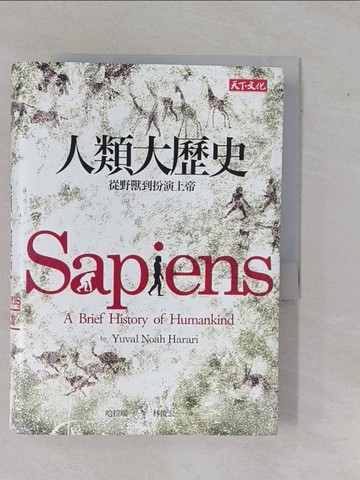 天下文化
人類大歷史
從野獸到扮演上帝
Sapiens
A Brief History of Humankind
by Yuval Noah Harari
哈拉瑞 林俊宏